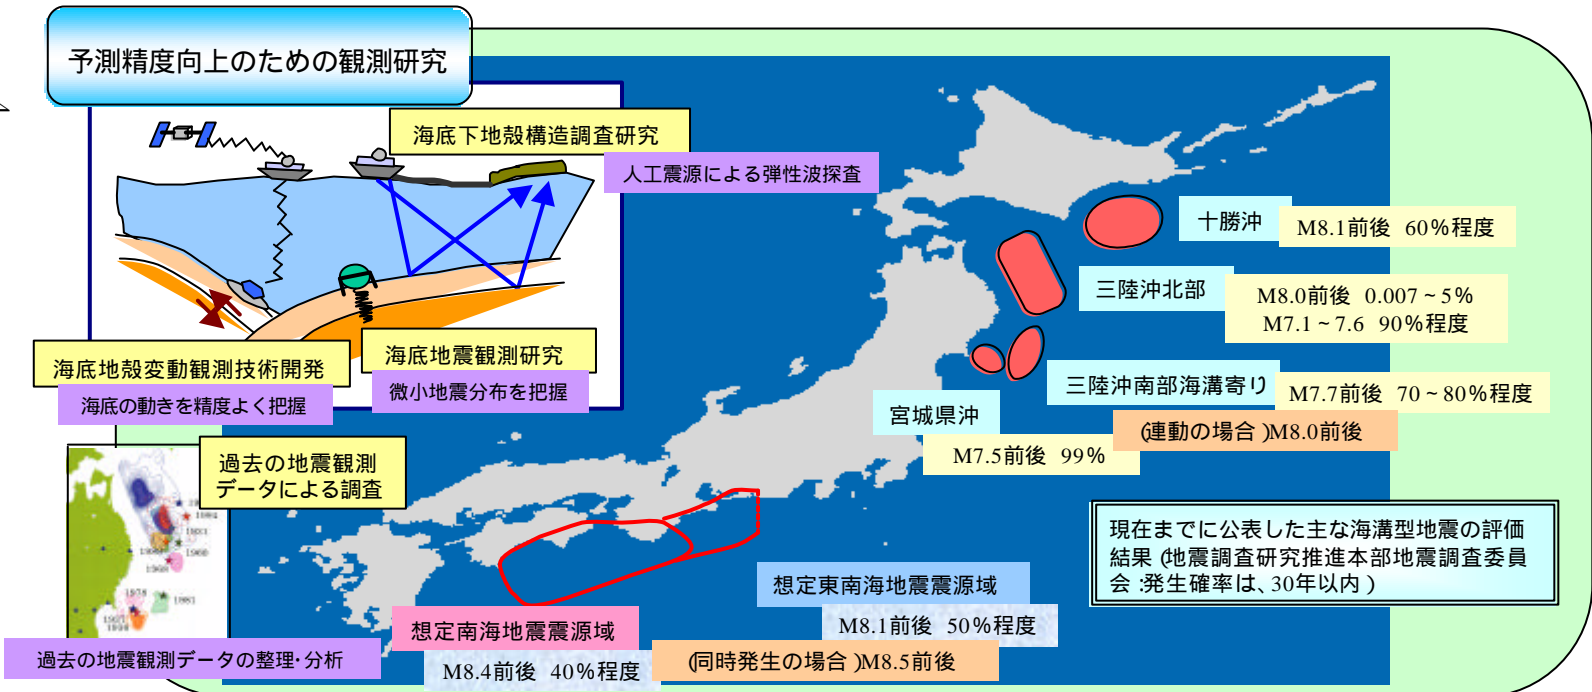 予測精度向上のための観測研究
海底下地殻構造調査研究
人工震源による弾性波探査
海底地殻変動観測技術開発
海底の動きを精度よく把握
海底地震観測研究
微小地震分布を把握
過去の地震観測
データによる調査
1968
1978
1981
過去の地震観測データの整理・分析
十勝沖
M8.1前後 60%程度
三陸沖北部
M8.0前後 0.007~5%
M7.1~7.6 90%程度
三陸沖南部海溝寄り
M7.7前後 70~80%程度
(連動の場合)M8.0前後
宮城県沖
M7.5前後 99%
現在までに公表した主な海溝型地震の評価
結果(地震調査研究推進本部地震調査委員
会:発生確率は、30年以内)
想定東南海地震震源域
M8.1前後 50%程度
想定南海地震震源域
M8.4前後 40%程度
(同時発生の場合)M8.5前後